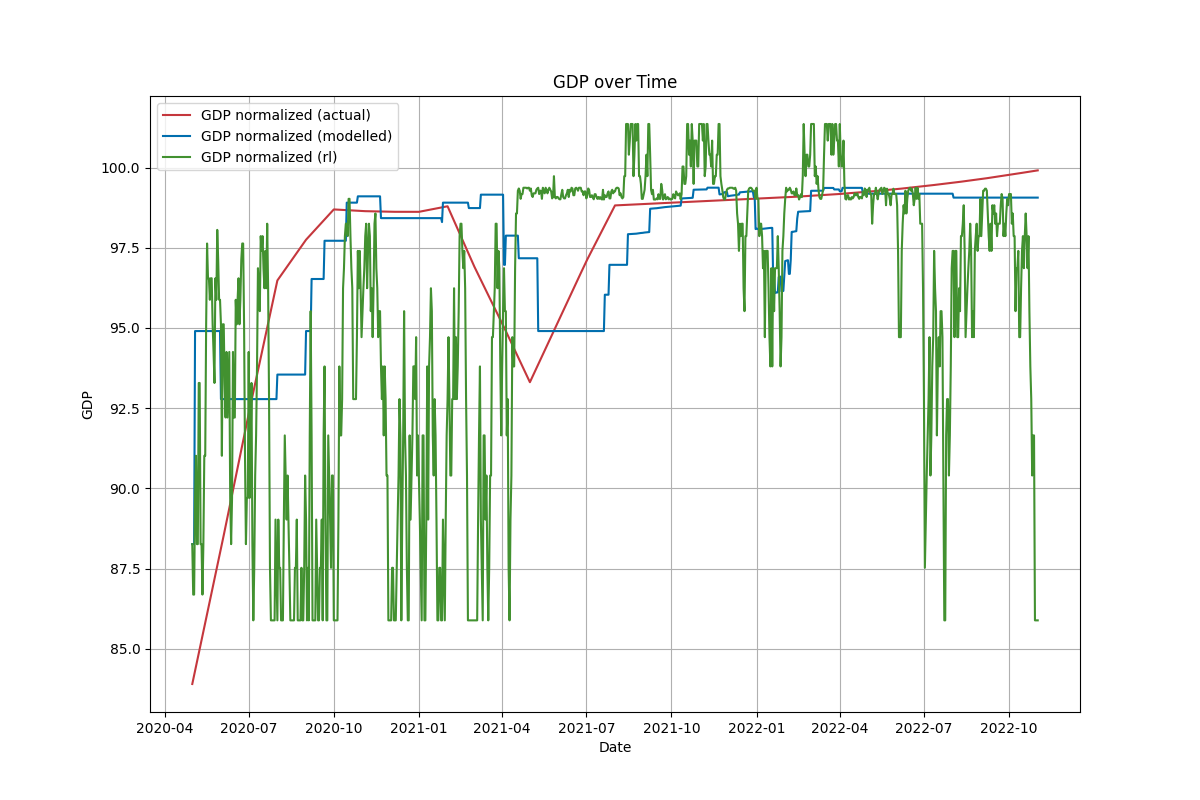 GDP over Time
GDP normalized (actual)
GDP normalized (modelled)
GDP normalized (rl)
100.0
97.5
95.0
92.5
90.0
87.5
85.0
GDP
2020-04 2020-07 2020-10 2021-01 2021-04 2021-07 2021-10 2022-01 2022-04 2022-07 2022-10
Date